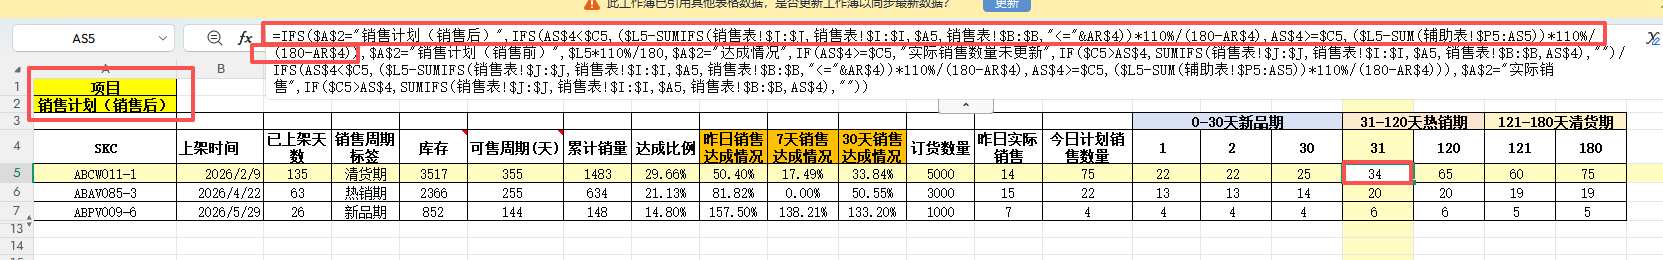 此工作簿已引用其他表格数据，是否更新工作簿以同步最新数据？ 更新
AS5 fx =IFS($A$2="销售计划（销售后）",IFS(AS$4<$C5,($L5-SUMIFS(销售表!$J:$J,销售表!$I:$I,$A5,销售表!$B:$B,"<="&AR$4))*110%/(180-AR$4),AS$4>=$C5,($L5-SUM(辅助表!$P5:AS5))*110%/
(180-AR$4)),$A$2="销售计划（销售前）",$L5*110%/180,$A$2="达成情况",IF(AS$4>=$C5,"实际销售数量未更新",IF($C5>AS$4,SUMIFS(销售表!$J:$J,销售表!$I:$I,$A5,销售表!$B:$B,AS$4),""))/
IFS(AS$4<$C5,($L5-SUMIFS(销售表!$J:$J,销售表!$I:$I,$A5,销售表!$B:$B,"<="&AR$4))*110%/(180-AR$4),AS$4>=$C5,($L5-SUM(辅助表!$P5:AS5))*110%/(180-AR$4))),$A$2="实际销
售",IF($C5>AS$4,SUMIFS(销售表!$J:$J,销售表!$I:$I,$A5,销售表!$B:$B,AS$4),""))
A B
1 项目
2 销售计划（销售后）
3 0-30天新品期 31-120天热销期 121-180天清货期
4 SKC 上架时间 已上架天数 销售周期标签 库存 可售周期(天) 累计销量 达成比例 昨日销售达成情况 7天销售达成情况 30天销售达成情况 订货数量 昨日实际销售 今日计划销售数量 1 2 30 31 120 121 180
5 ABCW011-1 2026/2/9 135 清货期 3517 355 1483 29.66% 50.40% 17.49% 33.84% 5000 14 75 22 22 25 34 65 60 75
6 ABAV085-3 2026/4/22 63 热销期 2366 255 634 21.13% 81.82% 0.00% 50.55% 3000 15 22 13 13 14 20 20 19 19
7 ABPV009-6 2026/5/29 26 新品期 852 144 148 14.80% 157.50% 138.21% 133.20% 1000 7 4 4 4 4 6 6 5 5
13
14